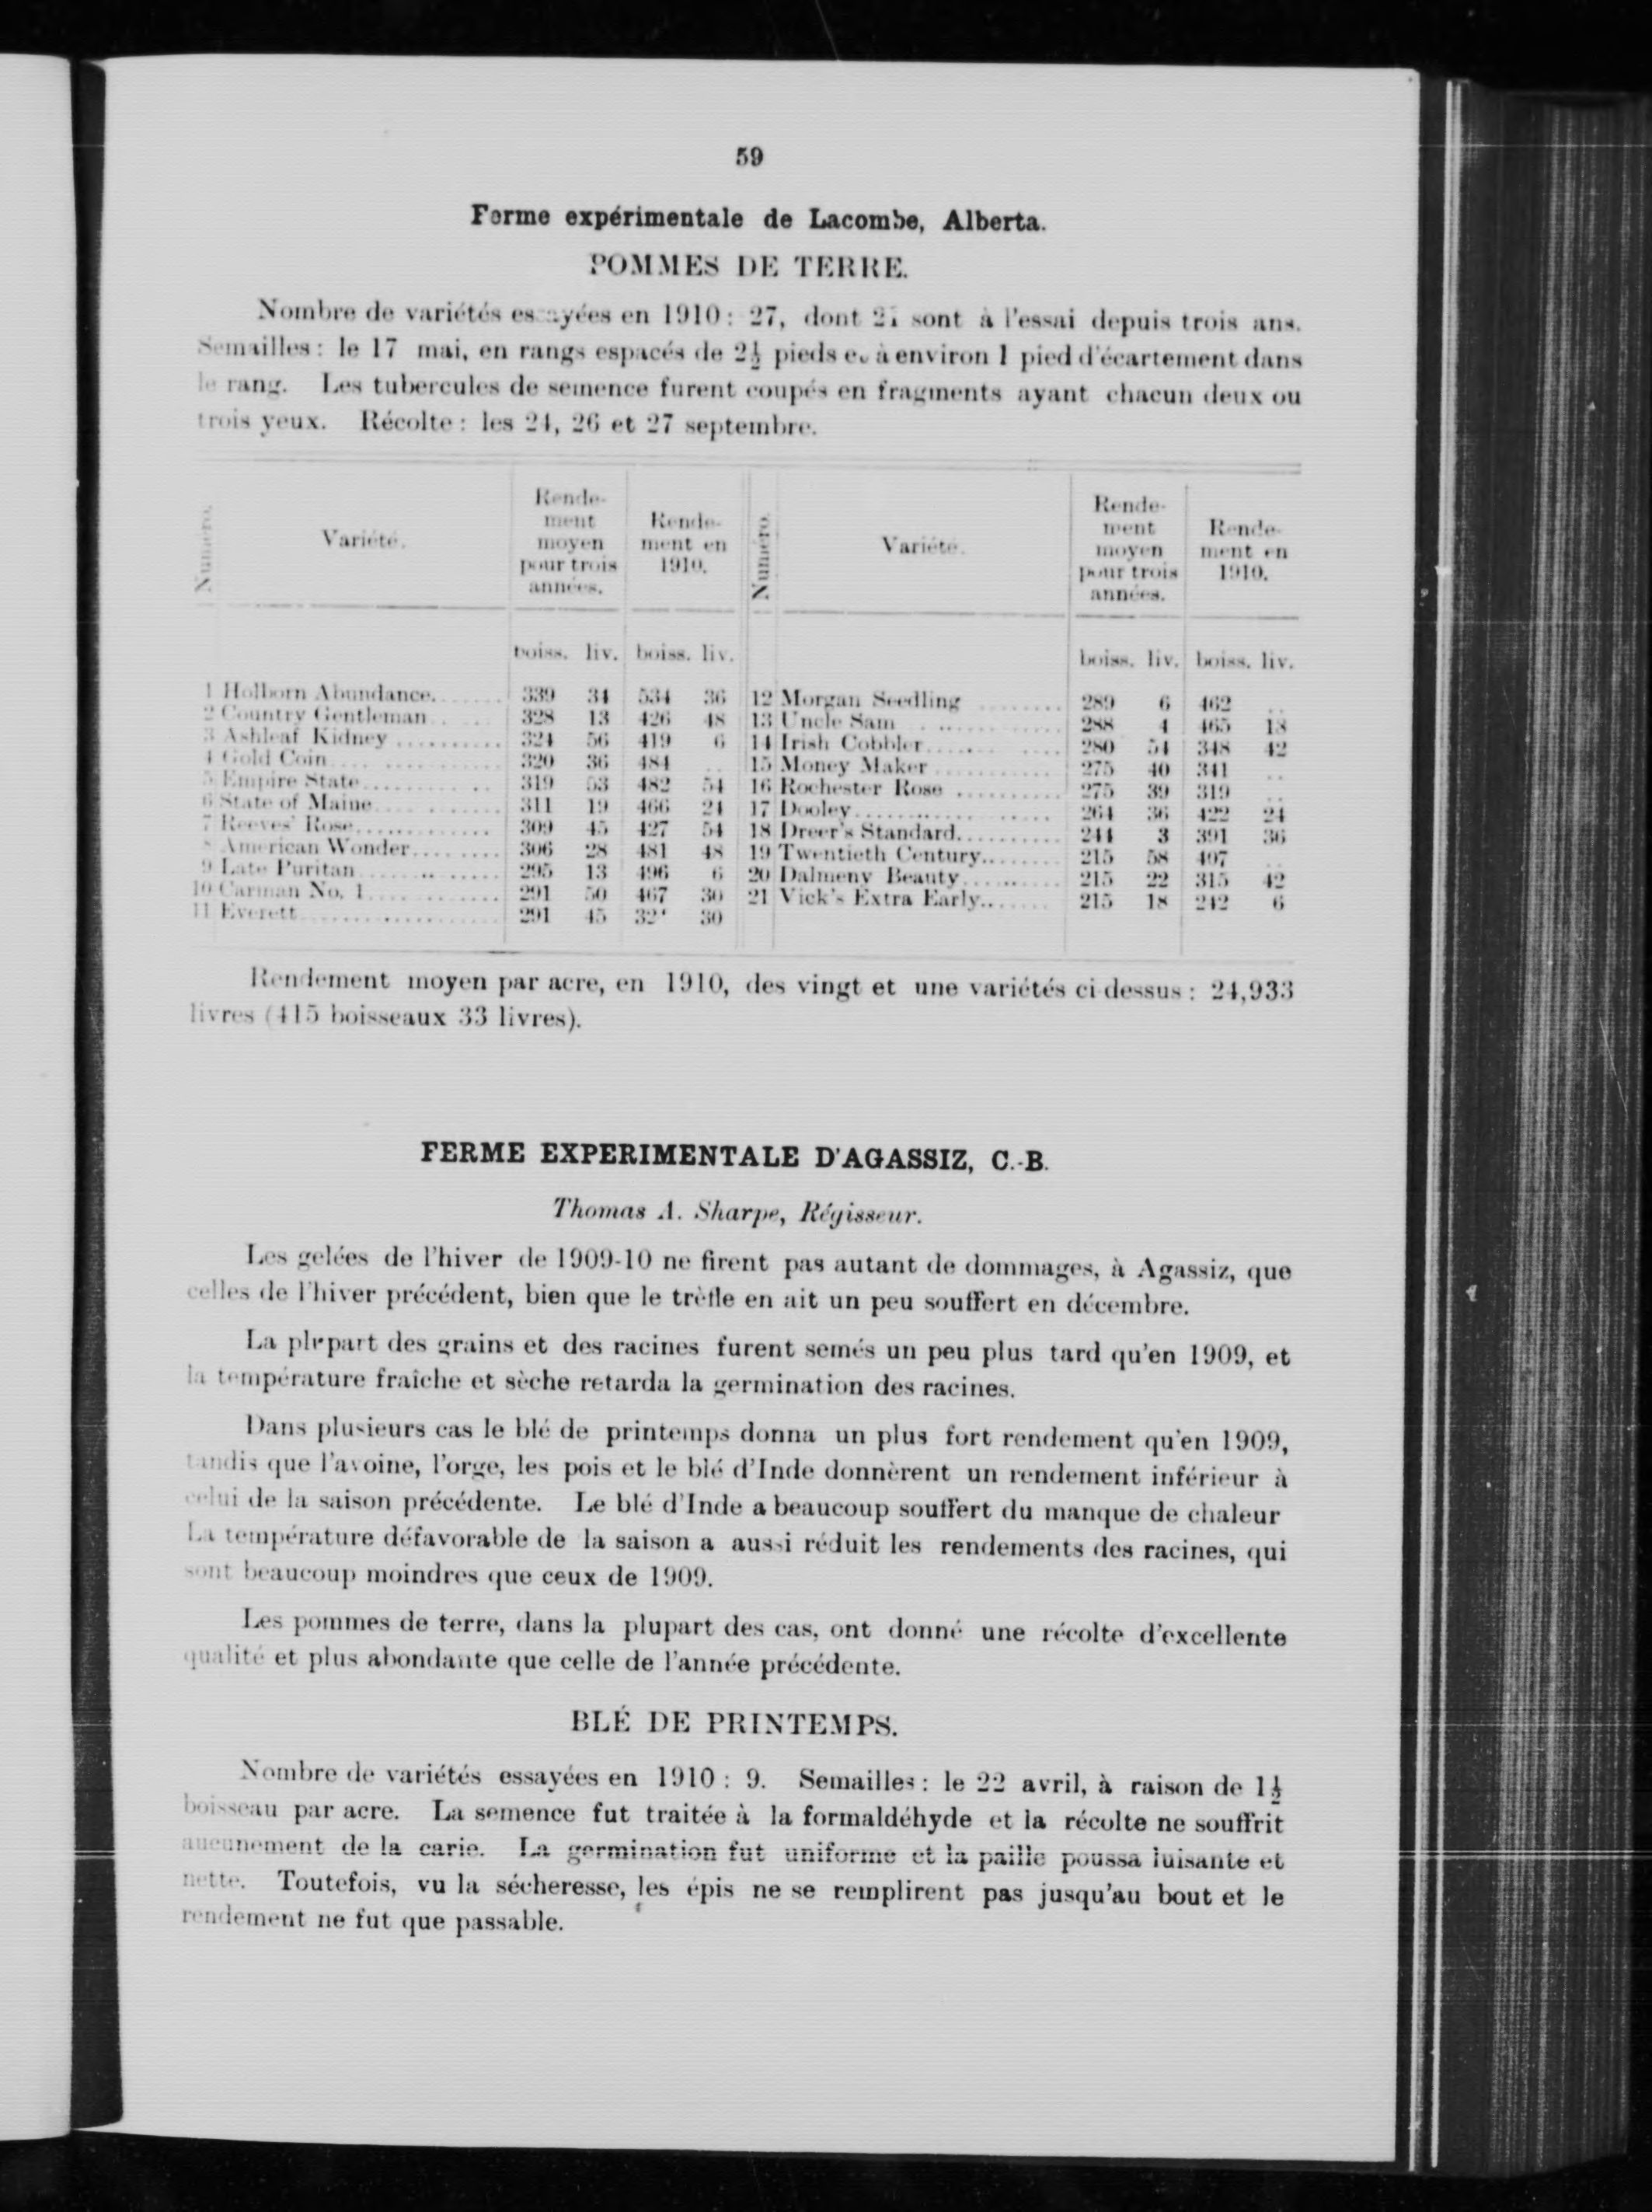 59
Ferme expérimentale de Lacombe, Alberta.
POMMES DE TERRE.
Nombre de variétés essayées en 1910 : 27, dont 21 sont à l'essai depuis trois ans.
Semailles : le 17 mai, en rangs espacés de 2½ pieds et à environ 1 pied d'écartement dans
le rang. Les tubercules de semence furent coupés en fragments ayant chacun deux ou
trois yeux. Récolte : les 24, 26 et 27 septembre.
Numéro. Variété. Rende-ment moyen pour trois années. Rende-ment en 1910. Numéro. Variété. Rende-ment moyen pour trois années. Rende-ment en 1910.
boiss. liv. boiss. liv. boiss. liv. boiss. liv.
1 Holborn Abundance. 339 34 534 36 12 Morgan Seedling 289 6 462 ..
2 Country Gentleman 328 13 426 48 13 Uncle Sam 288 4 465 18
3 Ashleaf Kidney 324 56 419 6 14 Irish Cobbler 280 54 348 42
4 Gold Coin 320 36 484 .. 15 Money Maker 275 40 341 ..
5 Empire State 319 53 482 54 16 Rochester Rose 275 39 319 ..
6 State of Maine 311 19 466 24 17 Dooley 264 36 422 24
7 Reeves' Rose 309 45 427 54 18 Dreer's Standard 244 3 391 36
8 American Wonder 306 28 481 48 19 Twentieth Century 215 58 407 ..
9 Late Puritan 295 13 496 6 20 Dalmeny Beauty 215 22 315 42
10 Carman No. 1 291 50 467 30 21 Vick's Extra Early 215 18 242 6
11 Everett 291 45 30
Rendement moyen par acre, en 1910, des vingt et une variétés ci-dessus : 24,933
livres (415 boisseaux 33 livres).
FERME EXPERIMENTALE D'AGASSIZ, C.-B.
Thomas A. Sharpe, Régisseur.
Les gelées de l'hiver de 1909-10 ne firent pas autant de dommages, à Agassiz, que
celles de l'hiver précédent, bien que le trèfle en ait un peu souffert en décembre.
La plupart des grains et des racines furent semés un peu plus tard qu'en 1909, et
la température fraîche et sèche retarda la germination des racines.
Dans plusieurs cas le blé de printemps donna un plus fort rendement qu'en 1909,
tandis que l'avoine, l'orge, les pois et le blé d'Inde donnèrent un rendement inférieur à
celui de la saison précédente. Le blé d'Inde a beaucoup souffert du manque de chaleur
La température défavorable de la saison a aussi réduit les rendements des racines, qui
sont beaucoup moindres que ceux de 1909.
Les pommes de terre, dans la plupart des cas, ont donné une récolte d'excellente
qualité et plus abondante que celle de l'année précédente.
BLÉ DE PRINTEMPS.
Nombre de variétés essayées en 1910 : 9. Semailles : le 22 avril, à raison de 1½
boisseau par acre. La semence fut traitée à la formaldéhyde et la récolte ne souffrit
aucunement de la carie. La germination fut uniforme et la paille poussa luisante et
nette. Toutefois, vu la sécheresse, les épis ne se remplirent pas jusqu'au bout et le
rendement ne fut que passable.